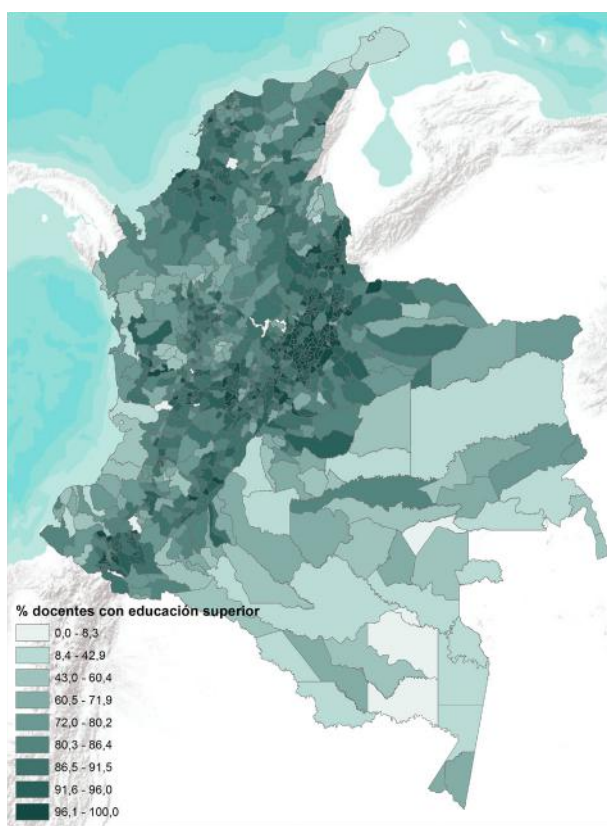 % docentes con educación superior
0,0 - 8,3
8,4 - 42,9
43,0 - 60,4
60,5 - 71,9
72,0 - 80,2
80,3 - 86,4
86,5 - 91,5
91,6 - 96,0
96,1 - 100,0